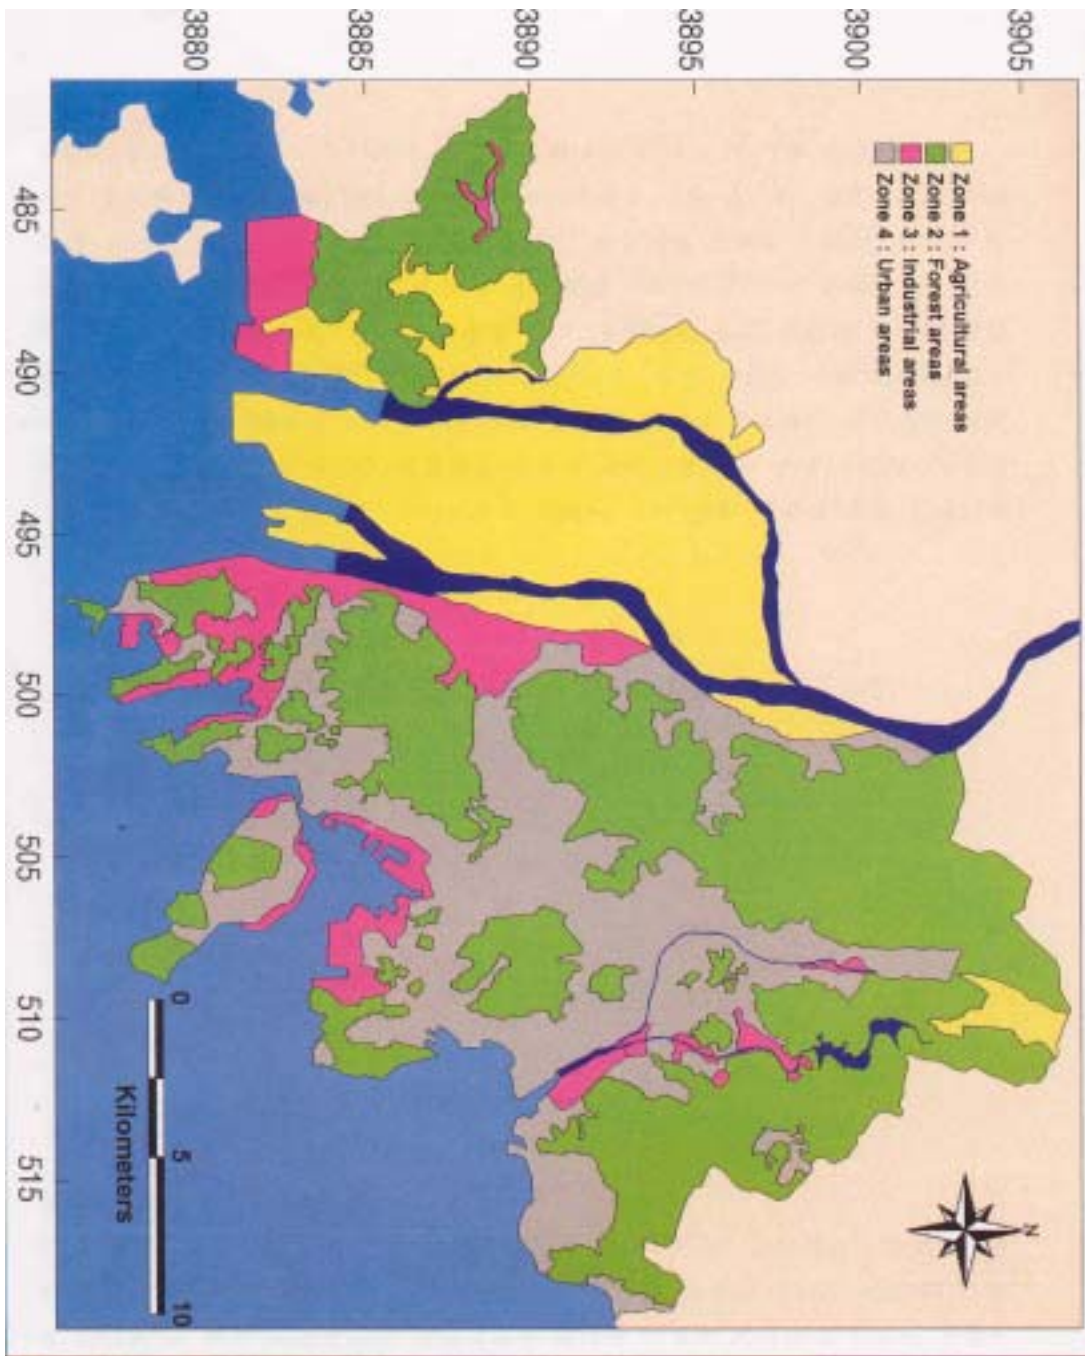 3880
3885
3890
3895
3900
3905
Zone 1 : Agricultural areas
Zone 2 : Forest areas
Zone 3 : Industrial areas
Zone 4 : Urban areas
485
490
495
500
505
510
515
N
0
5
10
Kilometers